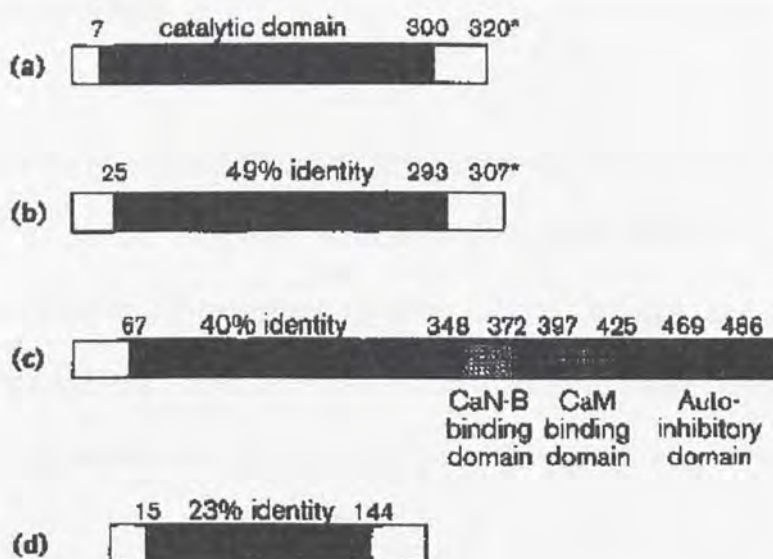 7 catalytic domain 300 320*
(a)
25 49% identity 293 307*
(b)
67 40% identity 348 372 397 425 469 486
(c)
CaN-B CaM Auto-
binding binding inhibitory
domain domain domain
15 23% identity 144
(d)